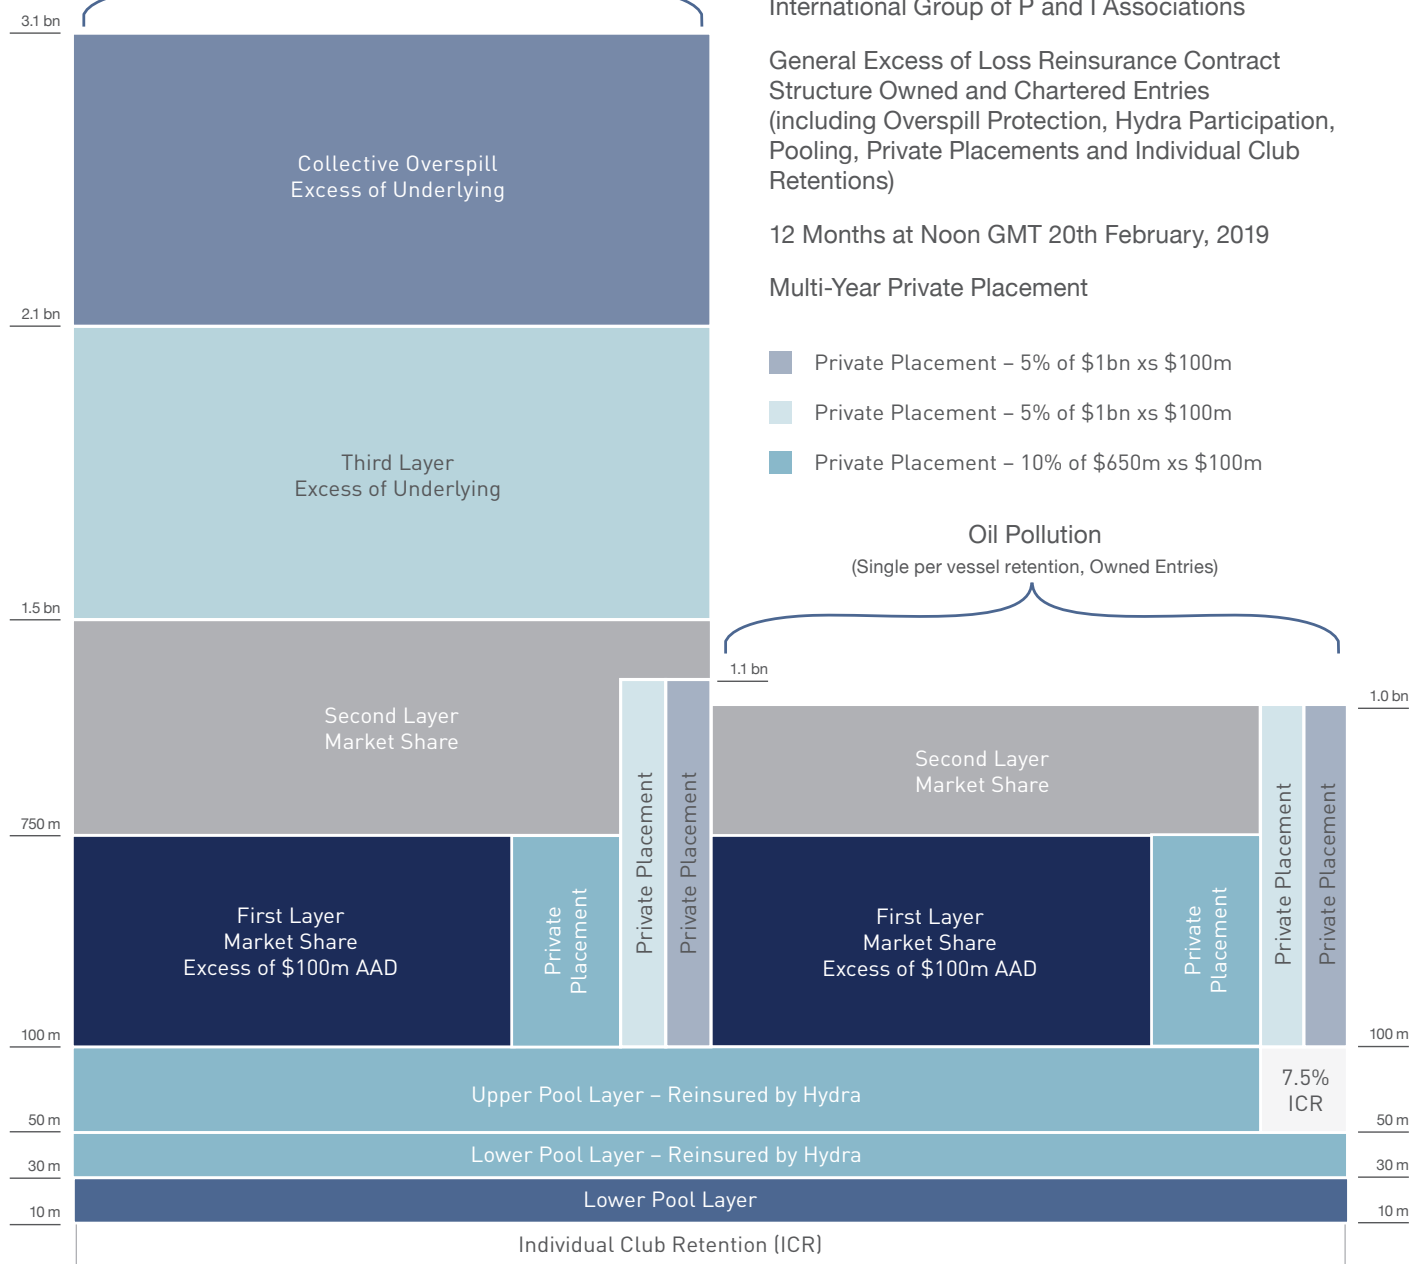 International Group of P and I Associations
General Excess of Loss Reinsurance Contract
Structure Owned and Chartered Entries
(including Overspill Protection, Hydra Participation,
Pooling, Private Placements and Individual Club
Retentions)
12 Months at Noon GMT 20th February, 2019
Multi-Year Private Placement
Private Placement – 5% of $1bn xs $100m
Private Placement – 5% of $1bn xs $100m
Private Placement – 10% of $650m xs $100m
3.1 bn
Collective Overspill
Excess of Underlying
2.1 bn
Third Layer
Excess of Underlying
1.5 bn
Second Layer
Market Share
750 m
First Layer
Market Share
Excess of $100m AAD
Private
Placement
Private Placement
Private Placement
100 m
Oil Pollution
(Single per vessel retention, Owned Entries)
1.1 bn
1.0 bn
Second Layer
Market Share
First Layer
Market Share
Excess of $100m AAD
Private
Placement
Private Placement
Private Placement
100 m
Upper Pool Layer – Reinsured by Hydra
7.5%
ICR
50 m
50 m
Lower Pool Layer – Reinsured by Hydra
30 m
30 m
Lower Pool Layer
10 m
10 m
Individual Club Retention (ICR)